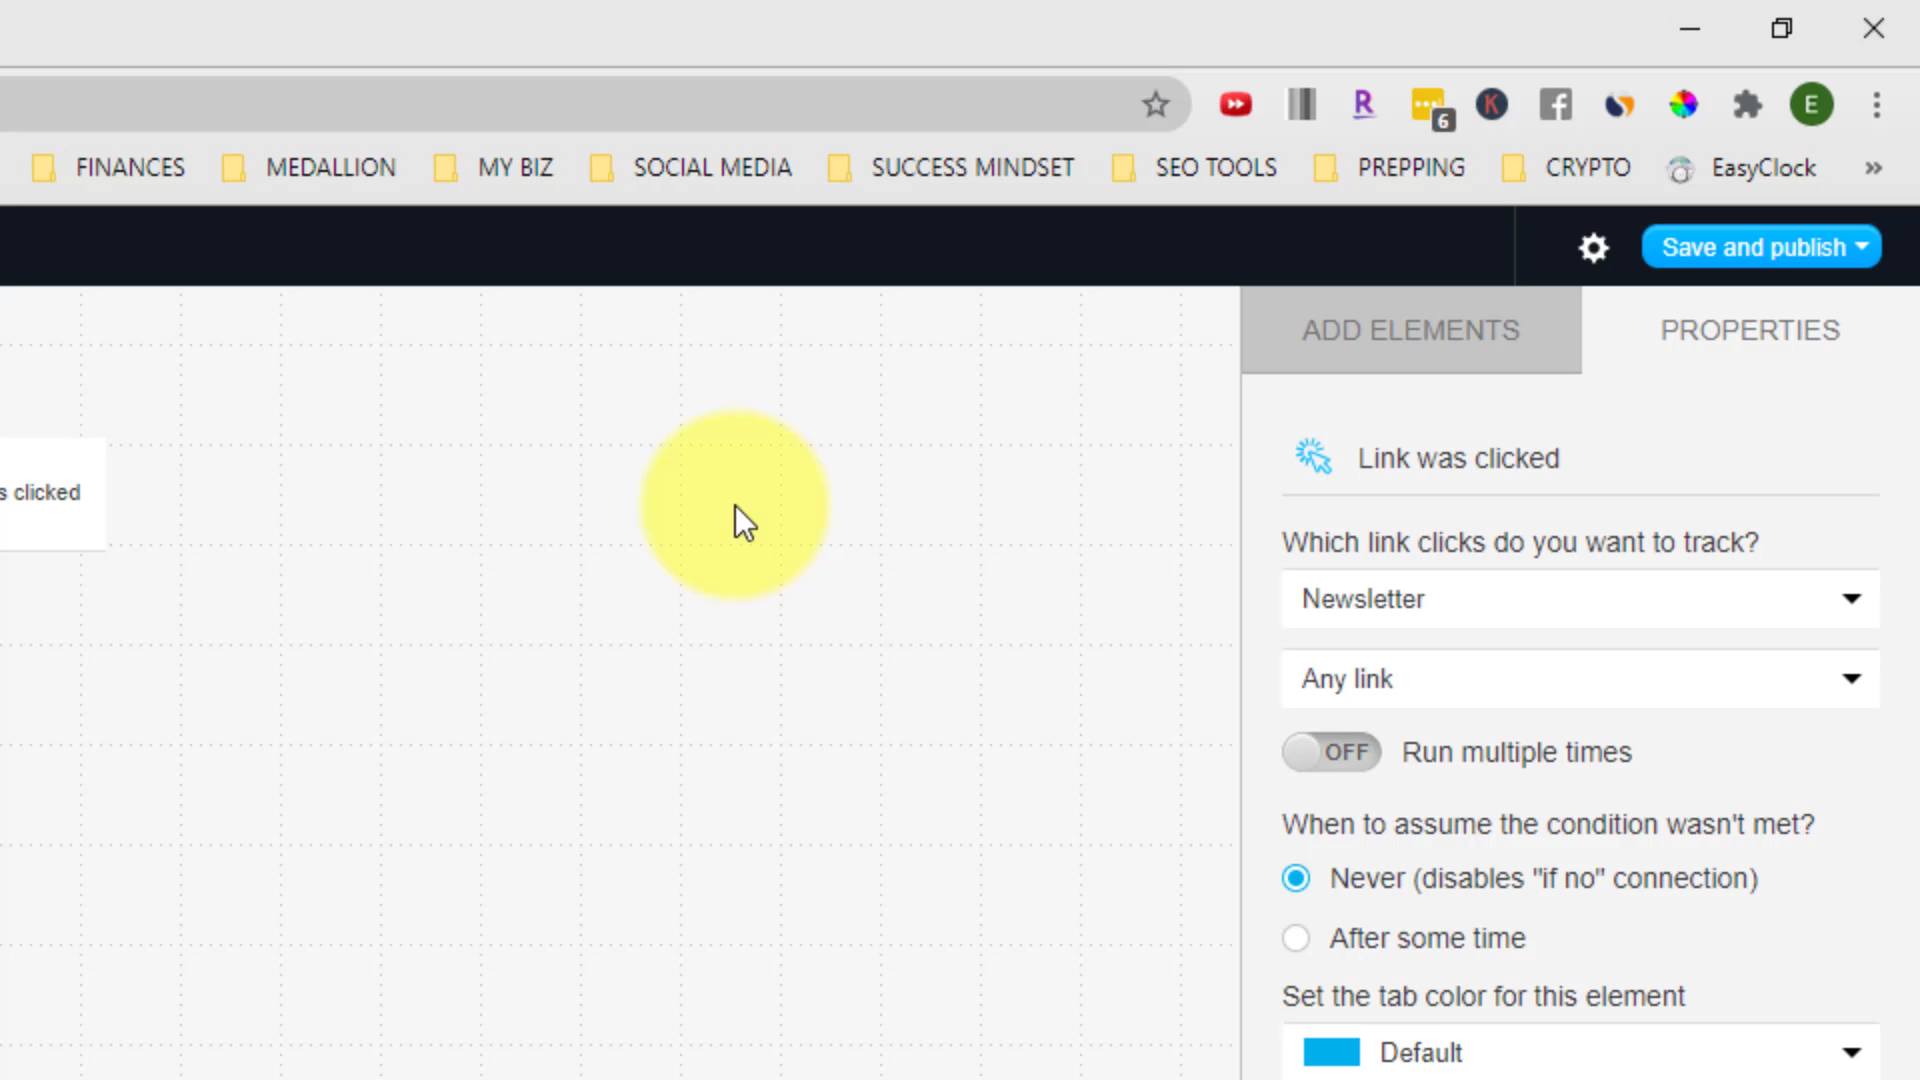 R
6
K
E
FINANCES MEDALLION MY BIZ SOCIAL MEDIA SUCCESS MINDSET SEO TOOLS PREPPING CRYPTO EasyClock »
Save and publish
ADD ELEMENTS PROPERTIES
s clicked
Link was clicked
Which link clicks do you want to track?
Newsletter
Any link
OFF Run multiple times
When to assume the condition wasn't met?
Never (disables "if no" connection)
After some time
Set the tab color for this element
Default